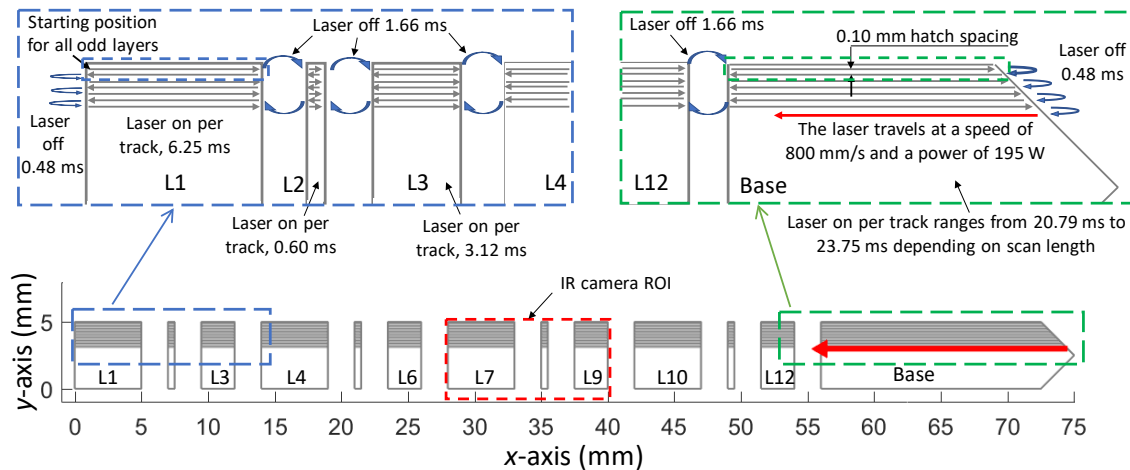 Starting position
for all odd layers
Laser off 1.66 ms
Laser off
0.48 ms
Laser on per
track, 6.25 ms
L1
L2
L3
L4
Laser on per
track, 0.60 ms
Laser on per
track, 3.12 ms
Laser off 1.66 ms
0.10 mm hatch spacing
Laser off
0.48 ms
The laser travels at a speed of
800 mm/s and a power of 195 W
L12
Base
Laser on per track ranges from 20.79 ms to
23.75 ms depending on scan length
IR camera ROI
y-axis (mm)
5
0
L1
L3
L4
L6
L7
L9
L10
L12
Base
0
5
10
15
20
25
30
35
40
45
50
55
60
65
70
75
x-axis (mm)